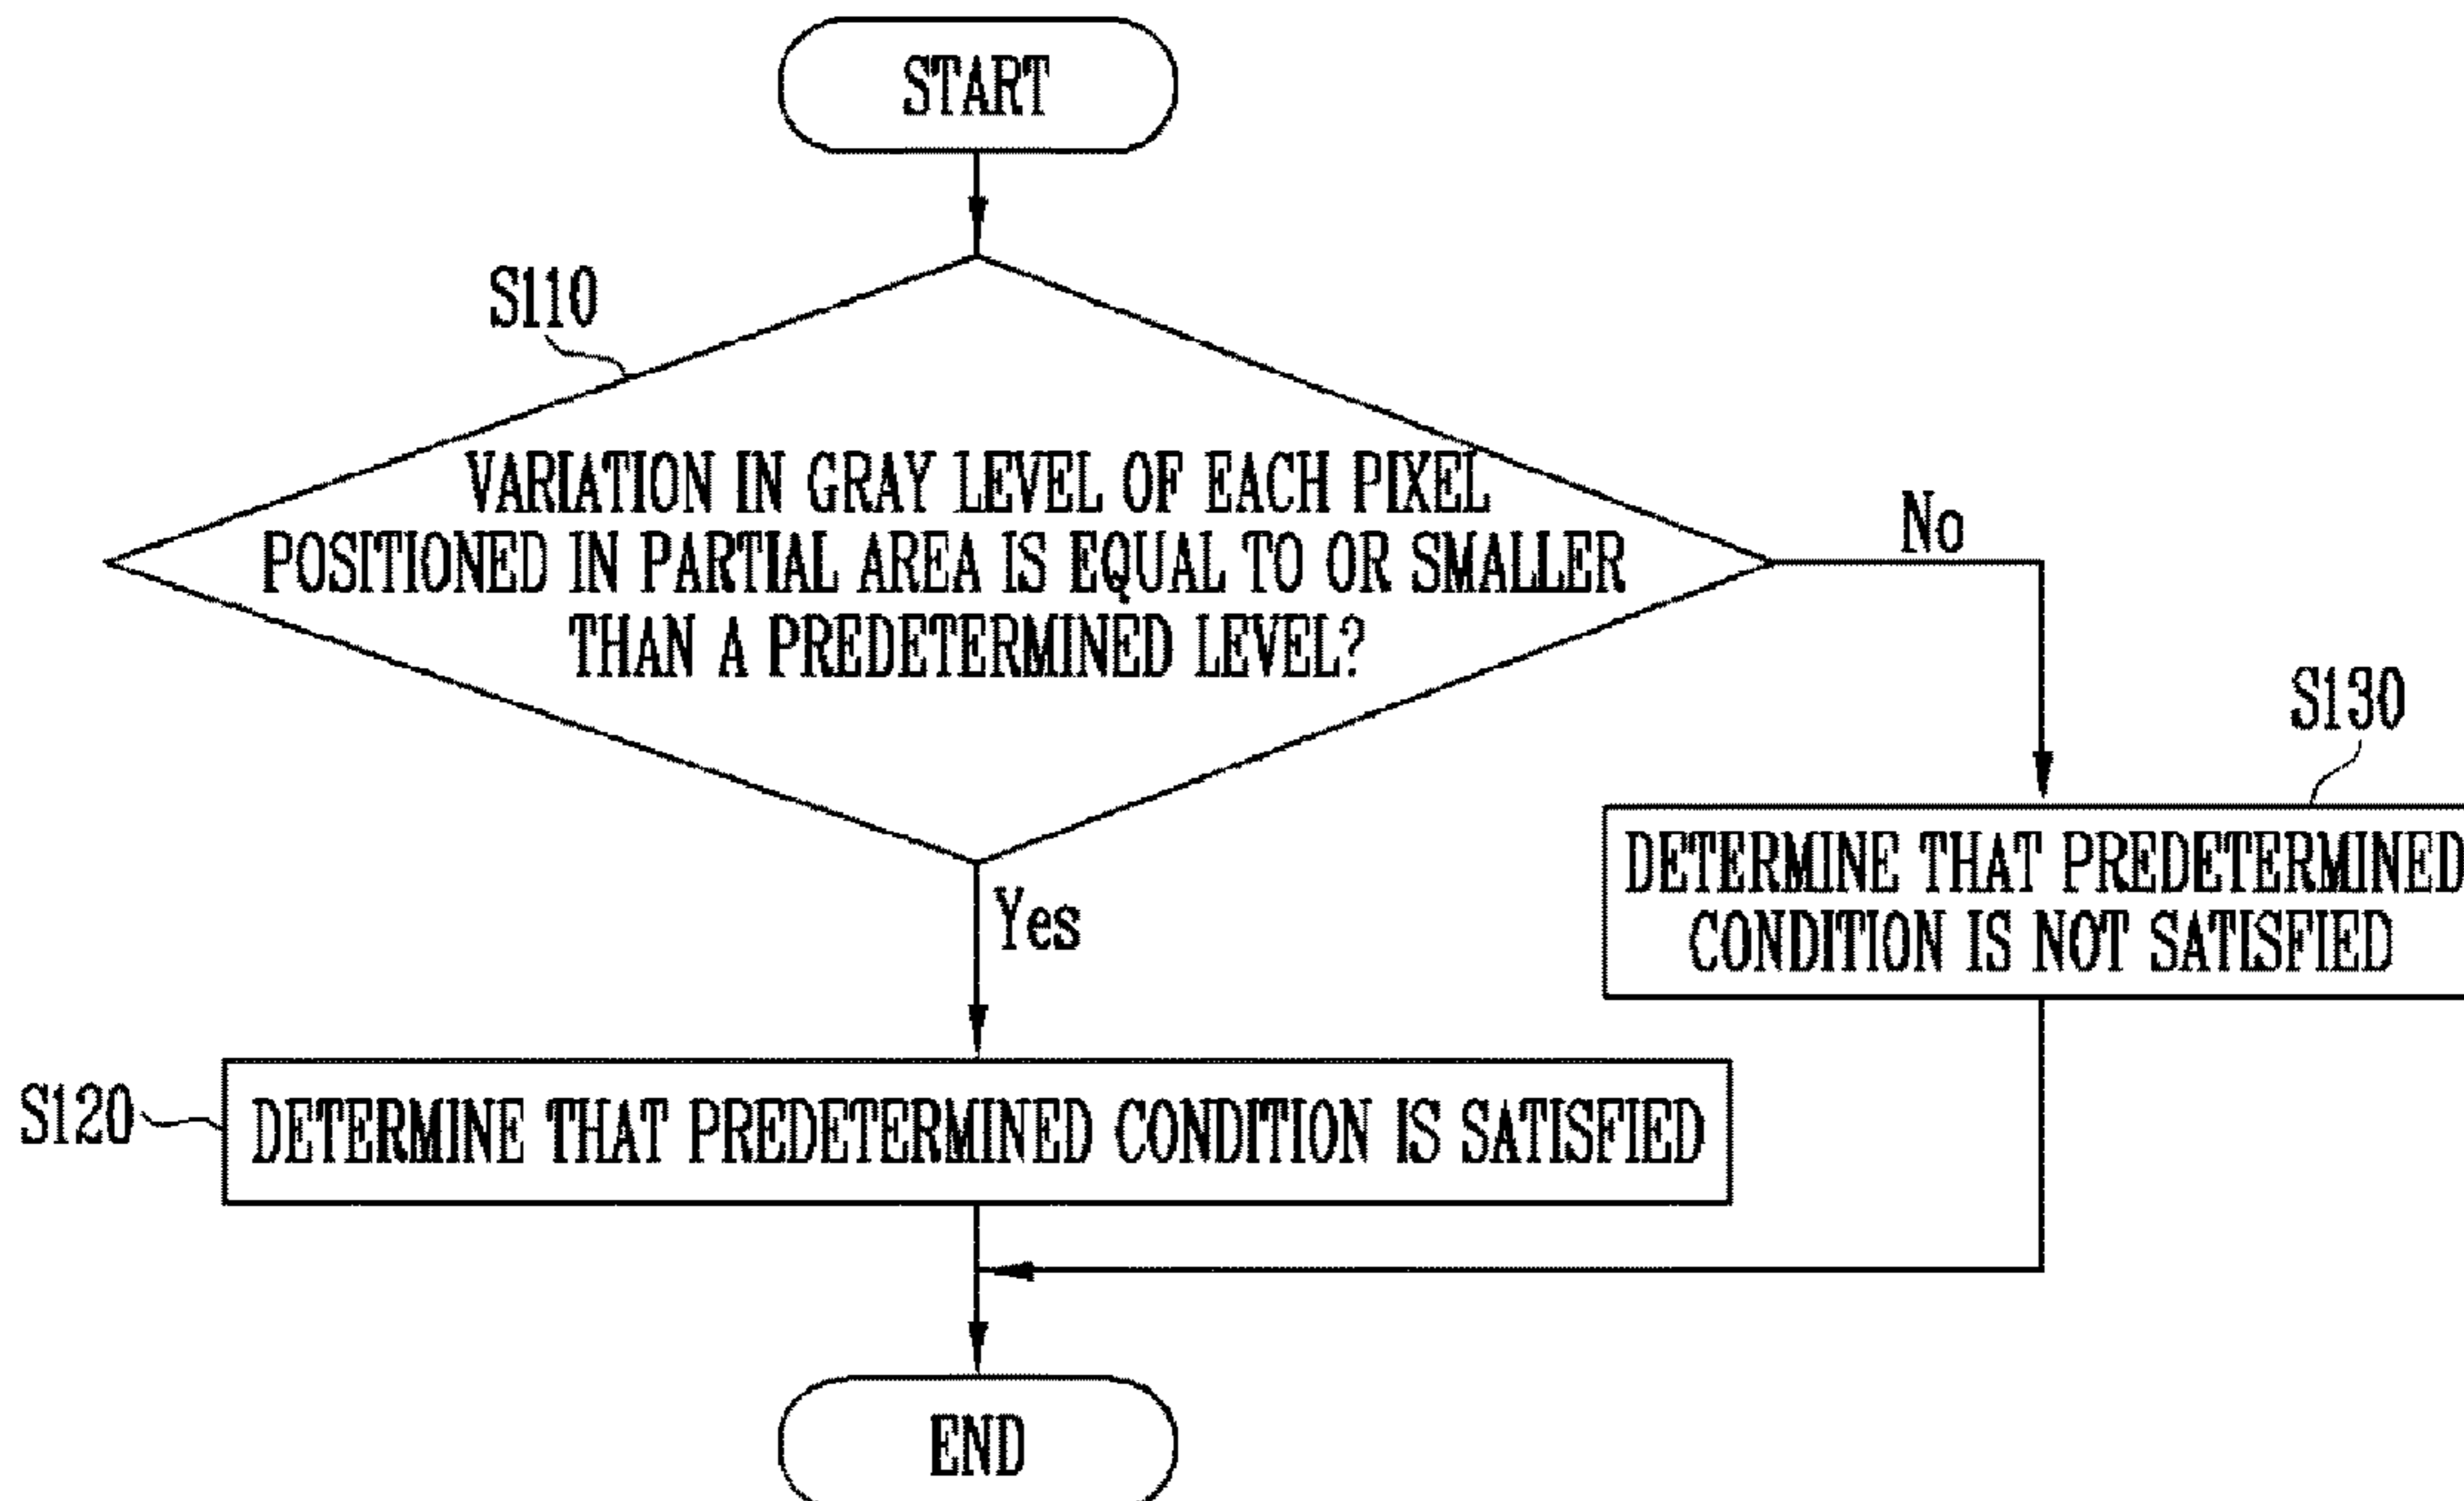 START
S110
VARIATION IN GRAY LEVEL OF EACH PIXEL
POSITIONED IN PARTIAL AREA IS EQUAL TO OR SMALLER
THAN A PREDETERMINED LEVEL?
No
S130
DETERMINE THAT PREDETERMINED
CONDITION IS NOT SATISFIED
Yes
S120
DETERMINE THAT PREDETERMINED CONDITION IS SATISFIED
END